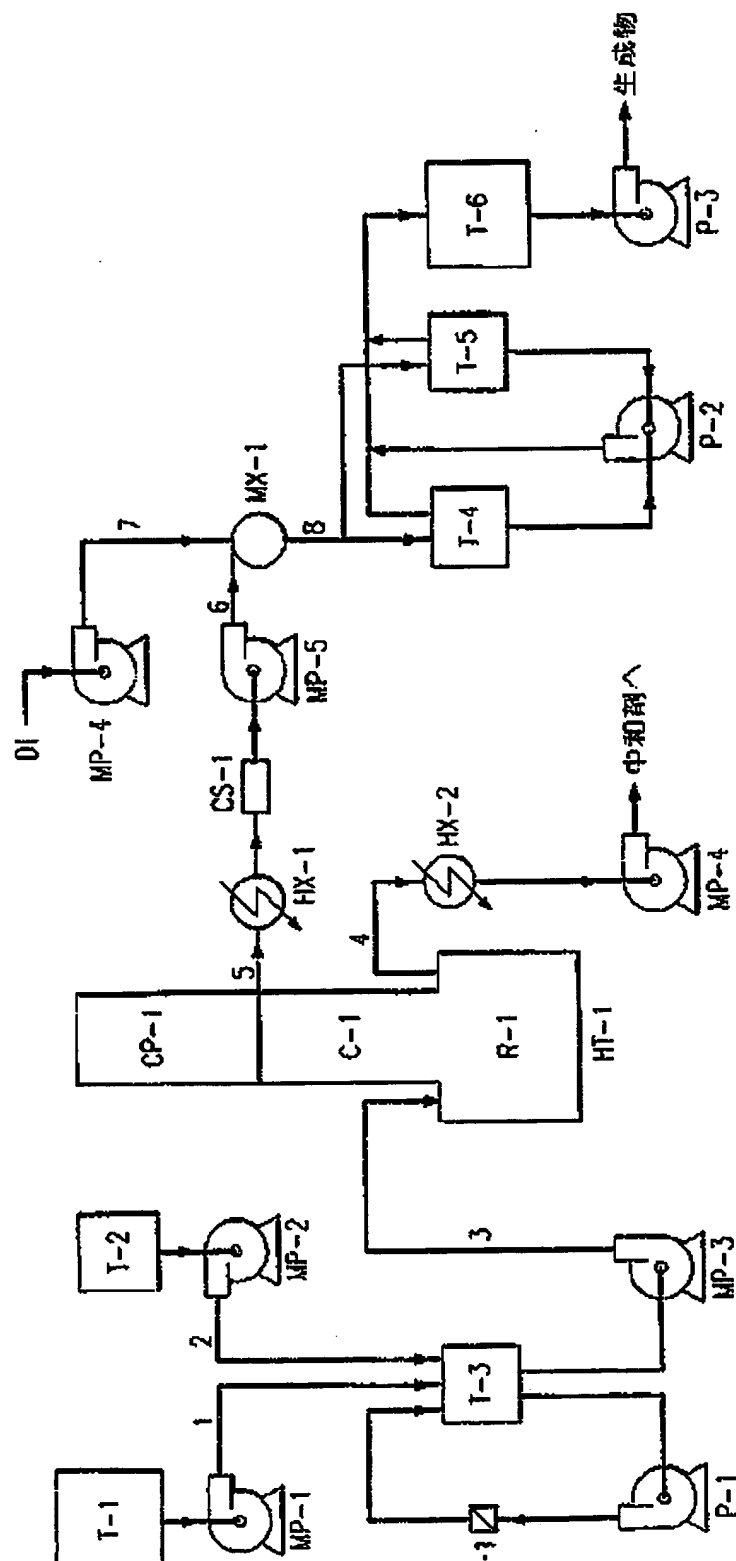 T-1
MP-1
1
T-2
MP-2
2
T-3
P-1
MP-3
3
CP-1
C-1
R-1
HT-1
5
HX-1
CS-1
MP-5
6
DI
MP-4
7
MX-1
8
4
HX-2
MP-4
中和剤へ
T-4
T-5
P-2
T-6
P-3
生成物